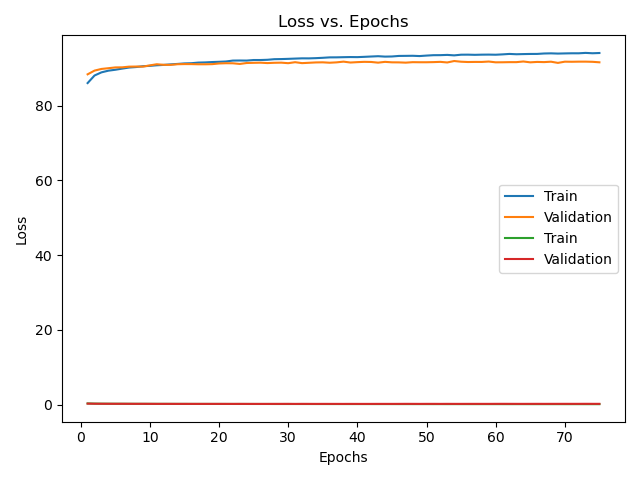 Loss vs. Epochs
80
60
40
20
0
Loss
Train
Validation
Train
Validation
0 10 20 30 40 50 60 70
Epochs